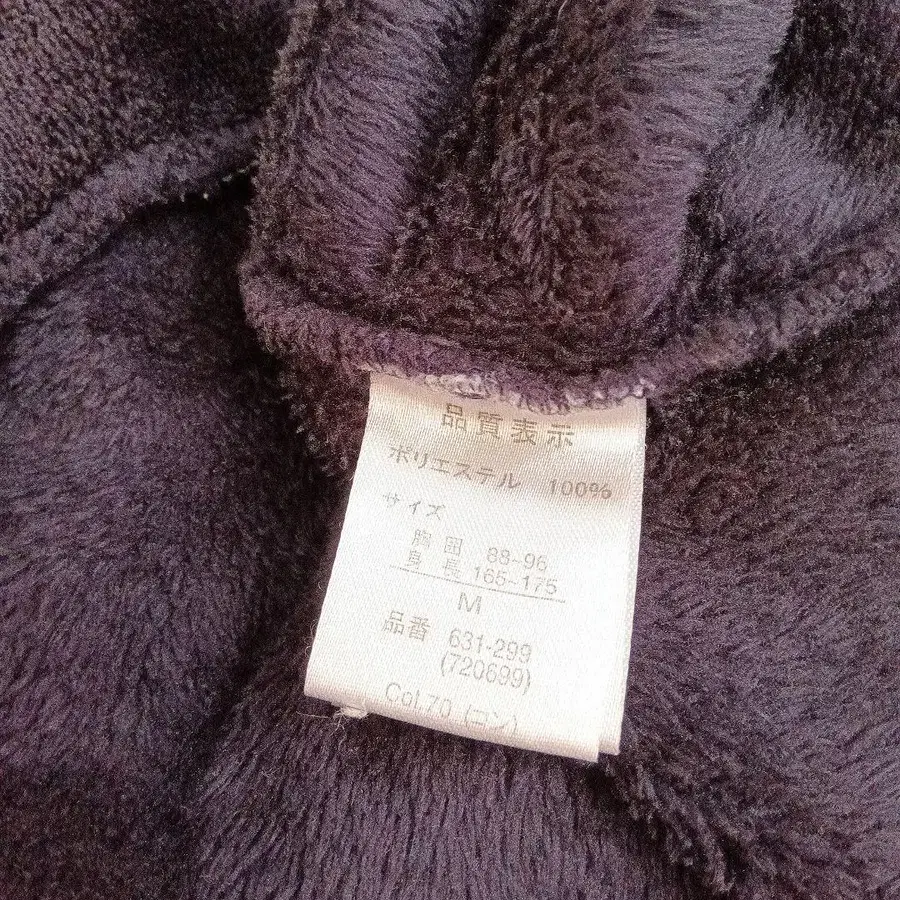 品質表示
ポリエステル 100%
サイズ
胸囲 88~96
身長 165~175
M
品番 631-299
(720699)
Col.70 (コン)